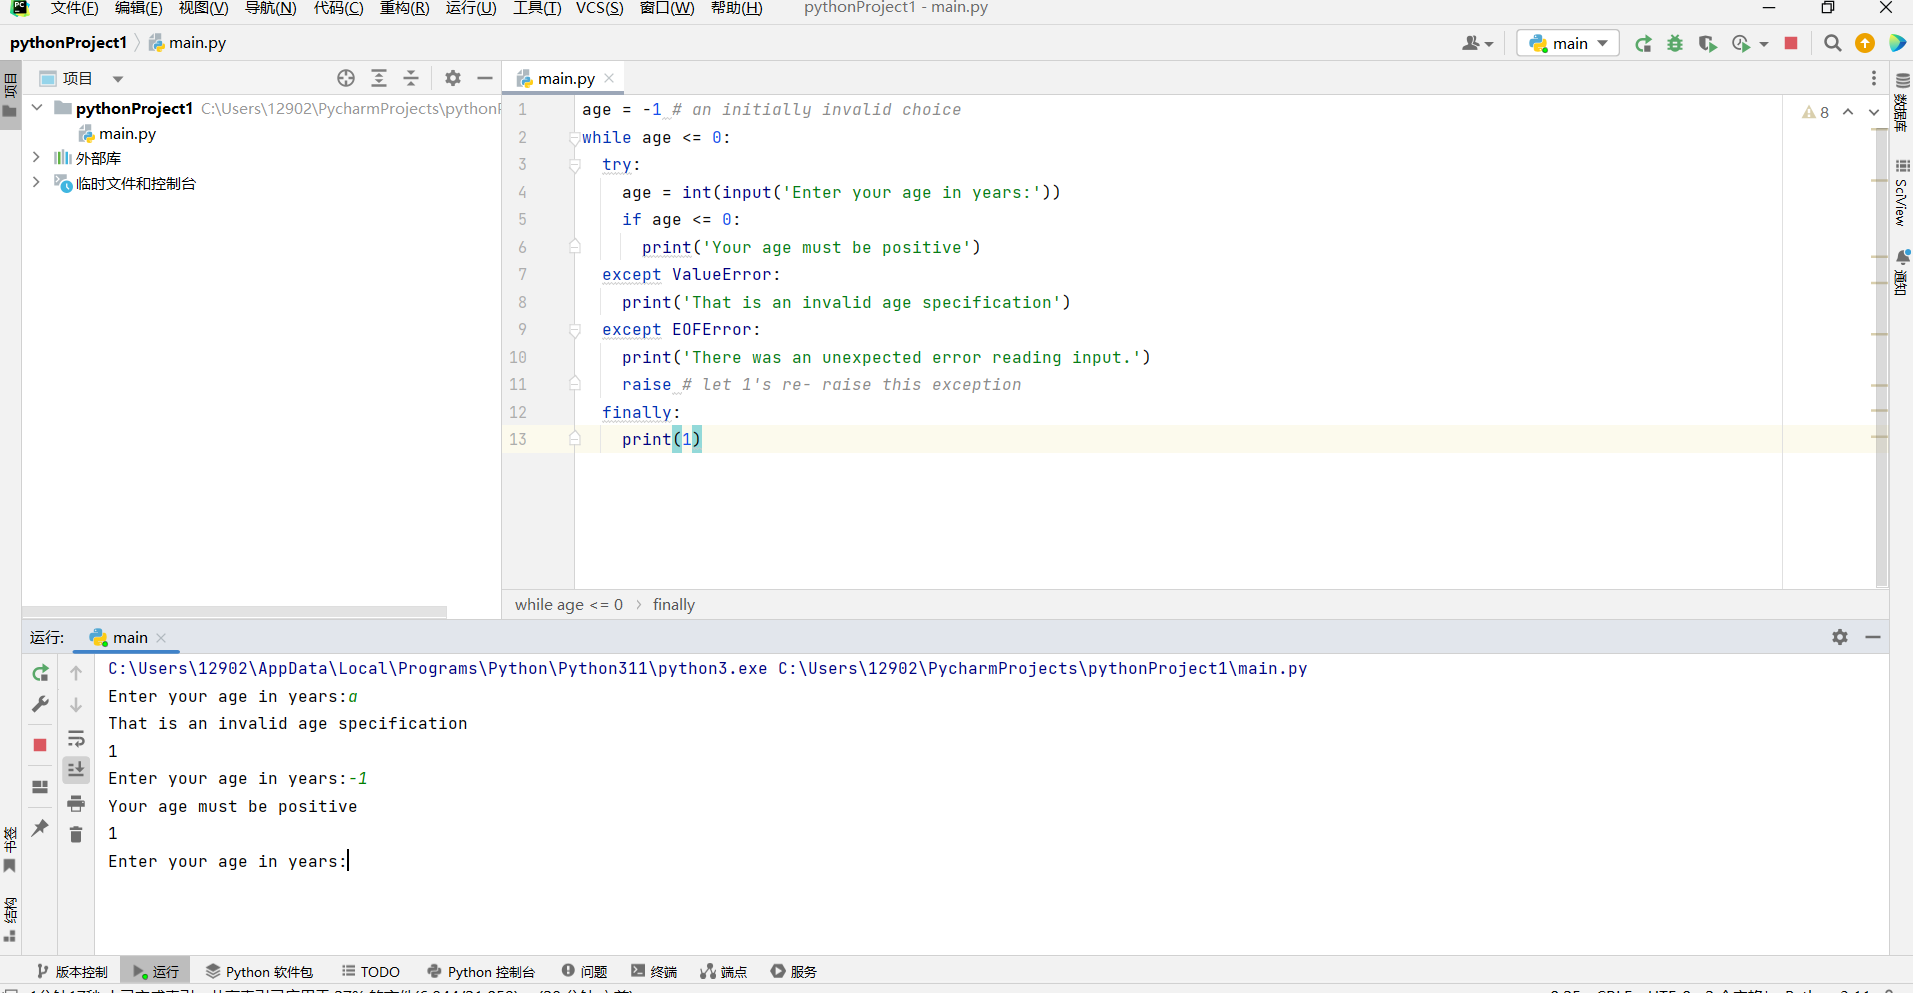 PC 文件(F) 编辑(E) 视图(V) 导航(N) 代码(C) 重构(R) 运行(U) 工具(T) VCS(S) 窗口(W) 帮助(H) pythonProject1 - main.py
pythonProject1 main.py main
项目
项目
pythonProject1 C:\Users\12902\PycharmProjects\python
main.py
外部库
临时文件和控制台
main.py
8
1 age = -1 # an initially invalid choice
2 while age <= 0:
3 try:
4 age = int(input('Enter your age in years:'))
5 if age <= 0:
6 print('Your age must be positive')
7 except ValueError:
8 print('That is an invalid age specification')
9 except EOFError:
10 print('There was an unexpected error reading input.')
11 raise # let 1's re- raise this exception
12 finally:
13 print(1)
while age <= 0 › finally
数据库
SciView
通知
运行: main
C:\Users\12902\AppData\Local\Programs\Python\Python311\python3.exe C:\Users\12902\PycharmProjects\pythonProject1\main.py
Enter your age in years:a
That is an invalid age specification
1
Enter your age in years:-1
Your age must be positive
1
Enter your age in years:
书签
结构
版本控制 运行 Python 软件包 TODO Python 控制台 问题 终端 端点 服务